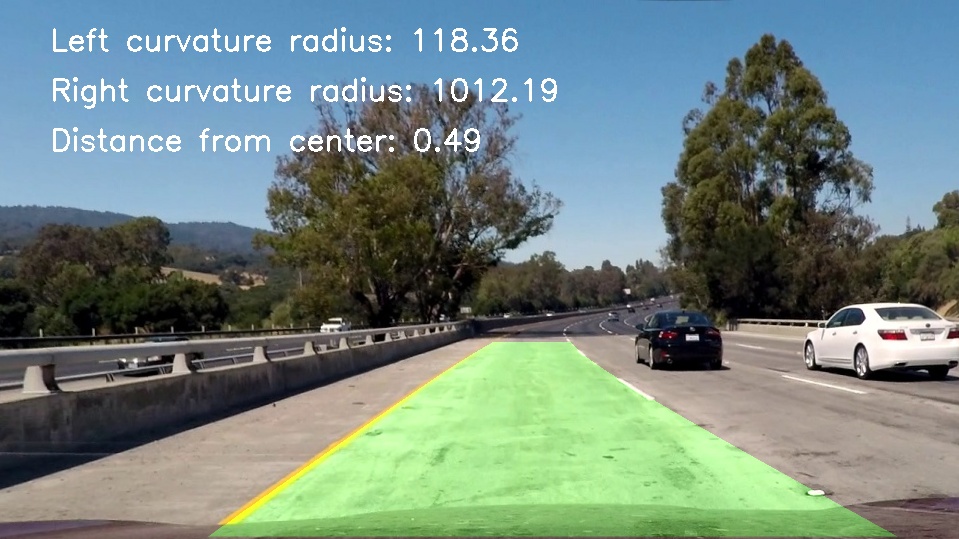 Left curvature radius: 118.36
Right curvature radius: 1012.19
Distance from center: 0.49